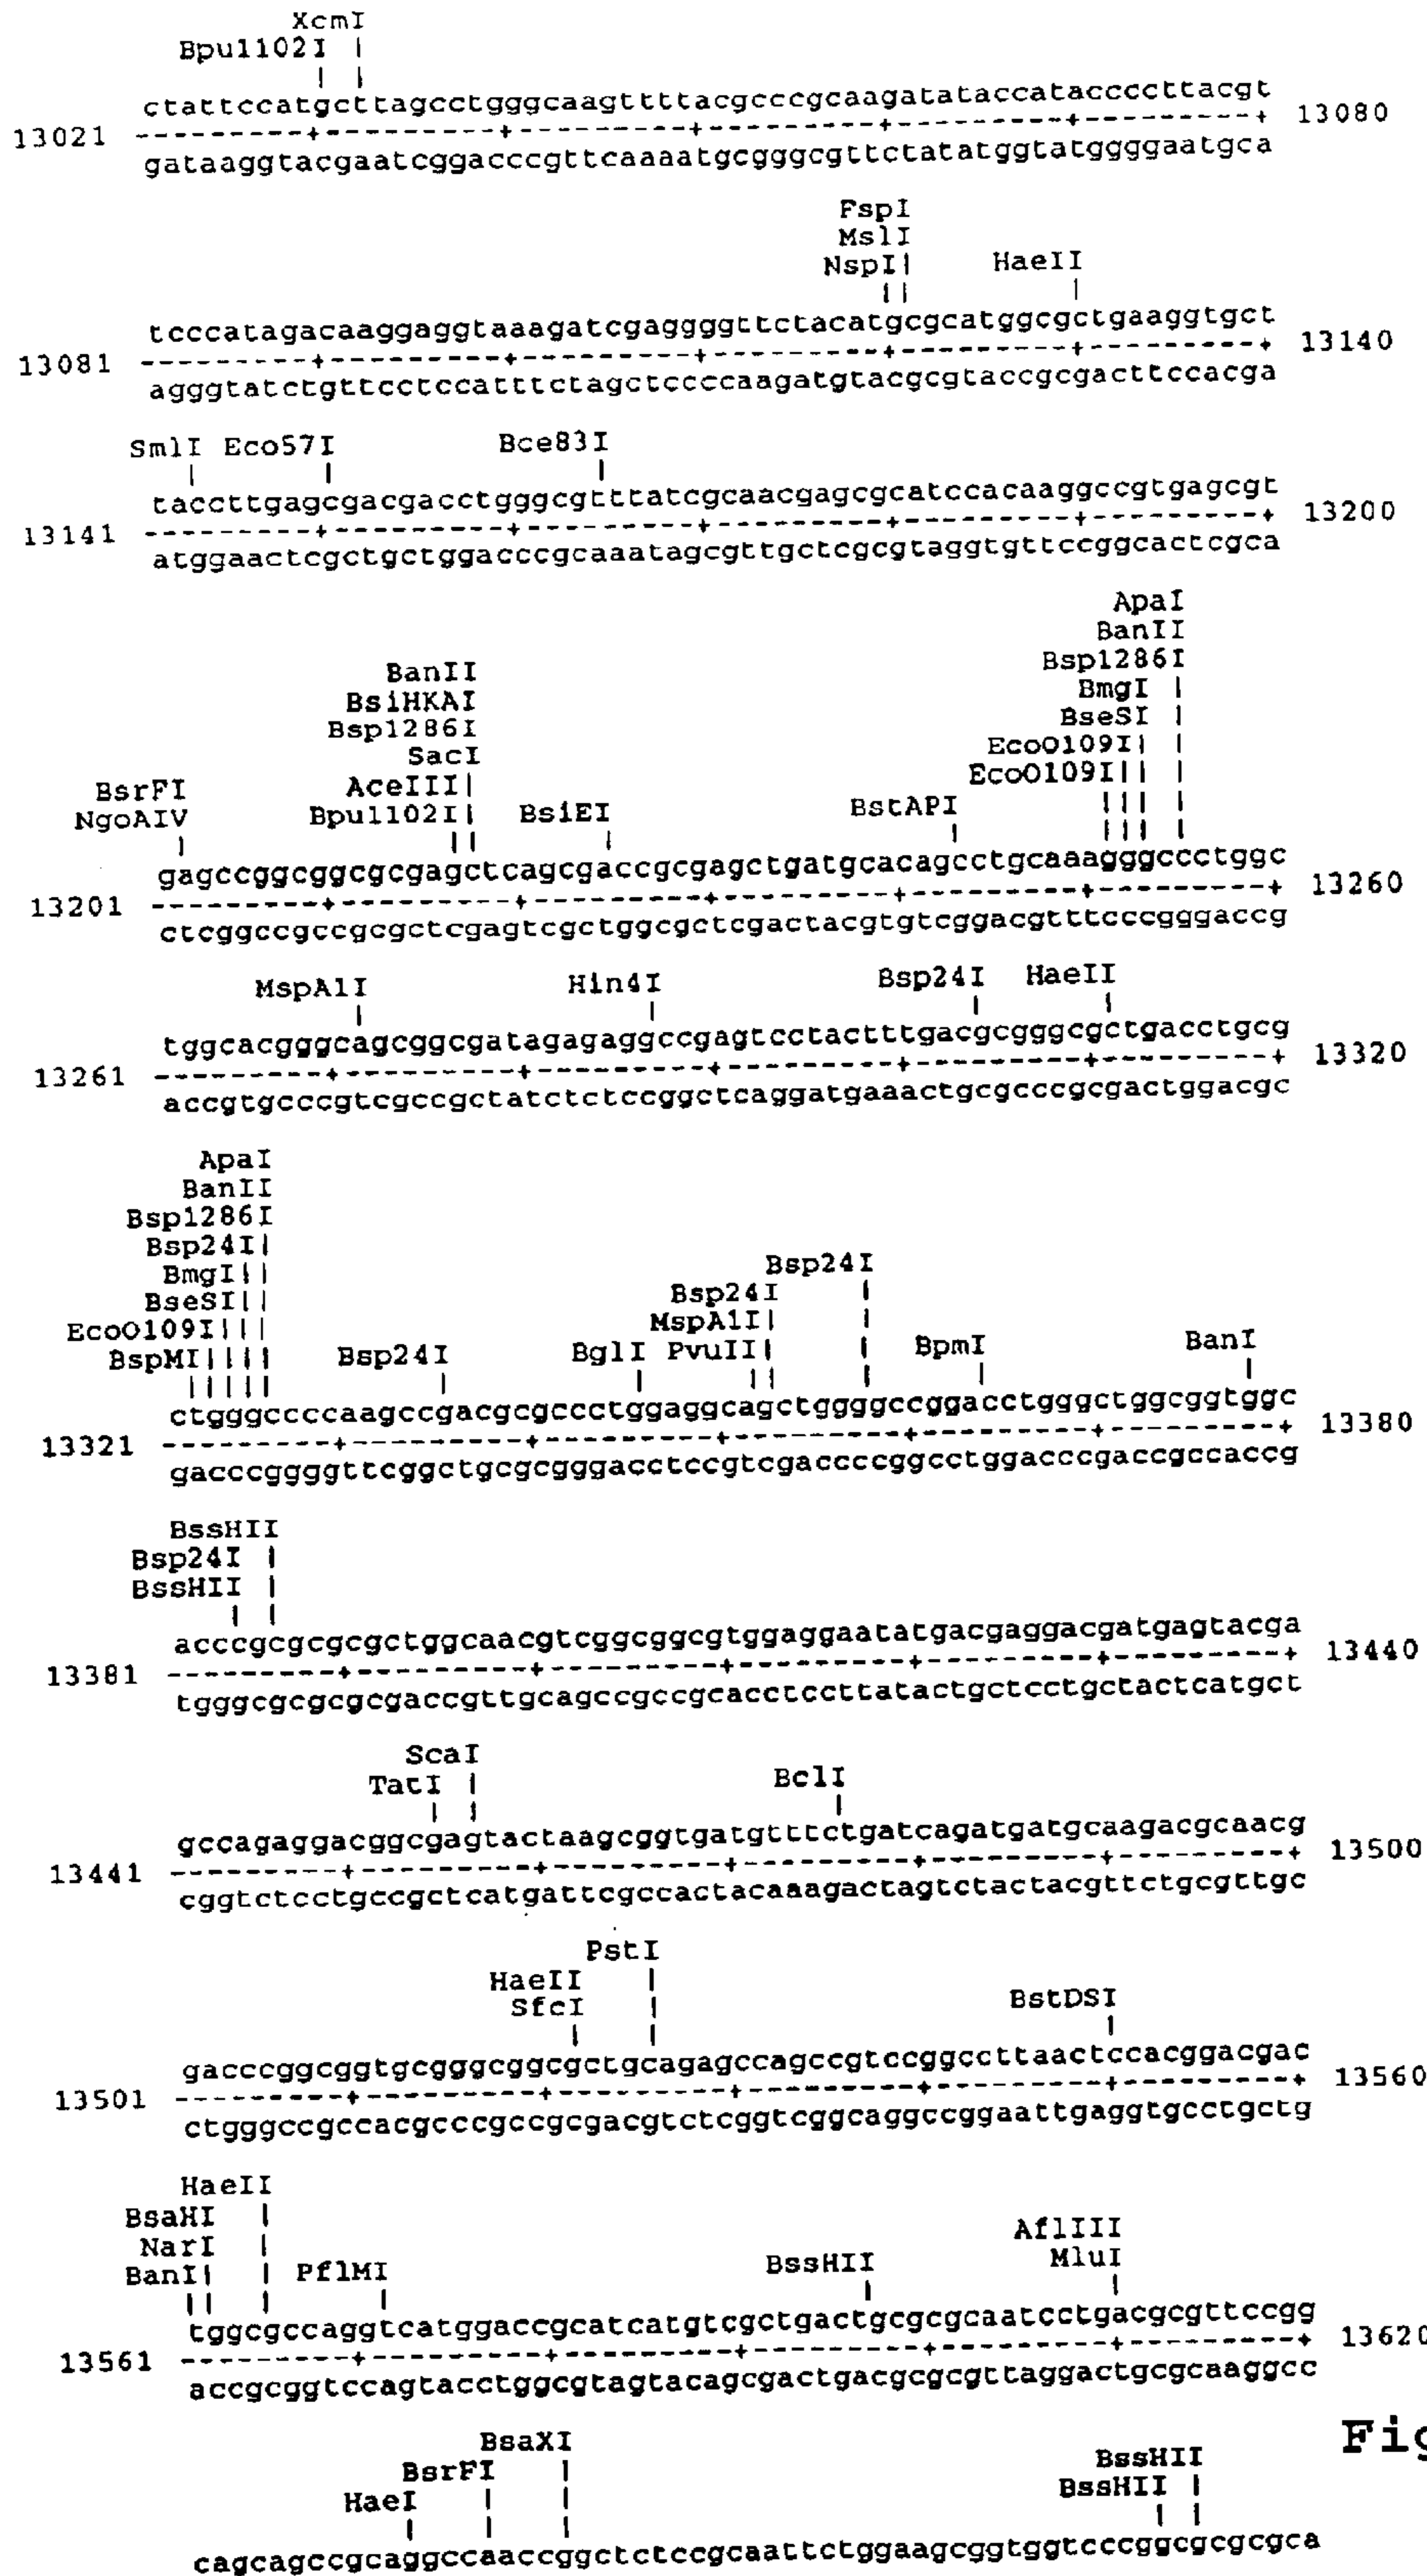 XcmI
Bpu1102I |
| |
ctattccatgcttagcctgggcaagttttacgcccgcaagatataccataccccttacgt
13021 ---------+---------+---------+---------+---------+---------+ 13080
gataaggtacgaatcggacccgttcaaaatgcgggcgttctatatggtatggggaatgca
FspI
MslI
NspI| HaeII
|| |
tcccatagacaaggaggtaaagatcgaggggttctacatgcgcatggcgctgaaggtgct
13081 ---------+---------+---------+---------+---------+---------+ 13140
agggtatctgttcctccatttctagctccccaagatgtacgcgtaccgcgacttccacga
SmlI Eco57I Bce83I
| | |
taccttgagcgacgacctgggcgtttatcgcaacgagcgcatccacaaggccgtgagcgt
13141 ---------+---------+---------+---------+---------+---------+ 13200
atggaactcgctgctggacccgcaaatagcgttgctcgcgtaggtgttccggcactcgca
ApaI
BanII
BanII Bsp1286I
BsiHKAI BmgI |
Bsp1286I BseSI |
SacI EcoO109I| |
BsrFI AceIII| EcoO109I|| |
NgoAIV Bpu1102I| BsiEI BstAPI ||| |
| || | | ||| |
gagccggcggcgcgagctcagcgaccgcgagctgatgcacagcctgcaaagggccctggc
13201 ---------+---------+---------+---------+---------+---------+ 13260
ctcggccgccgcgctcgagtcgctggcgctcgactacgtgtcggacgtttcccgggaccg
MspA1I Hin4I Bsp24I HaeII
| | | |
tggcacgggcagcggcgatagagaggccgagtcctactttgacgcgggcgctgacctgcg
13261 ---------+---------+---------+---------+---------+---------+ 13320
accgtgcccgtcgccgctatctctccggctcaggatgaaactgcgcccgcgactggacgc
ApaI
BanII
Bsp1286I
Bsp24I|
BmgI|| Bsp24I
BseSI|| Bsp24I |
EcoO109I||| MspA1I| |
BspMI|||| Bsp24I BglI PvuII| | BpmI BanI
||||| | | || | | |
ctgggccccaagccgacgcgccctggaggcagctggggccggacctgggctggcggtggc
13321 ---------+---------+---------+---------+---------+---------+ 13380
gacccggggttcggctgcgcgggacctccgtcgaccccggcctggacccgaccgccaccg
BssHII
Bsp24I |
BssHII |
| |
acccgcgcgcgctggcaacgtcggcggcgtggaggaatatgacgaggacgatgagtacga
13381 ---------+---------+---------+---------+---------+---------+ 13440
tgggcgcgcgcgaccgttgcagccgccgcacctccttatactgctcctgctactcatgct
ScaI
TatI | BclI
| | |
gccagaggacggcgagtactaagcggtgatgtttctgatcagatgatgcaagacgcaacg
13441 ---------+---------+---------+---------+---------+---------+ 13500
cggtctcctgccgctcatgattcgccactacaaagactagtctactacgttctgcgttgc
PstI
HaeII |
SfcI | BstDSI
| | |
gacccggcggtgcgggcggcgctgcagagccagccgtccggccttaactccacggacgac
13501 ---------+---------+---------+---------+---------+---------+ 13560
ctgggccgccacgcccgccgcgacgtctcggtcggcaggccggaattgaggtgcctgctg
HaeII
BsaHI |
NarI | AflIII
BanI| | PflMI BssHII MluI
|| | | | |
tggcgccaggtcatggaccgcatcatgtcgctgactgcgcgcaatcctgacgcgttccgg
13561 ---------+---------+---------+---------+---------+---------+ 13620
accgcggtccagtacctggcgtagtacagcgactgacgcgcgttaggactgcgcaaggcc
Fig
BsaXI
BsrFI | BssHII
HaeI | | BssHII |
| | | | |
cagcagccgcaggccaaccggctctccgcaattctggaagcggtggtcccggcgcgcgca